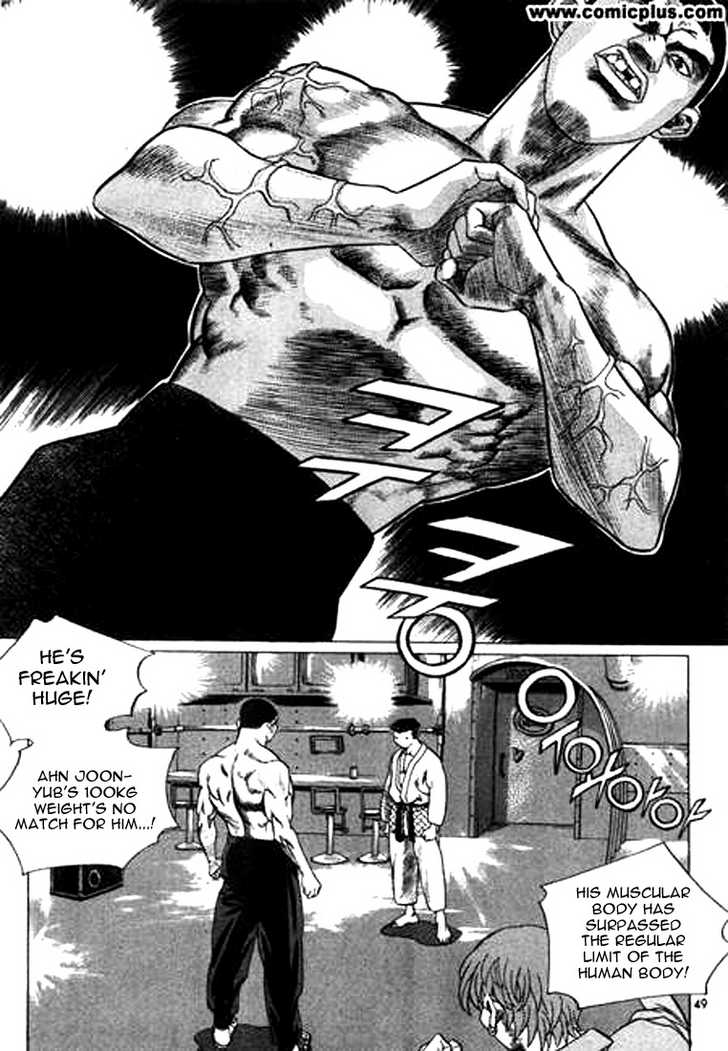 www.comicplus.com
HE'S
FREAKIN'
HUGE!
AHN JOON-
YUB'S 100KG
WEIGHT'S NO
MATCH FOR HIM...!
HIS MUSCULAR
BODY HAS
SURPASSED
THE REGULAR
LIMIT OF THE
HUMAN BODY!
49